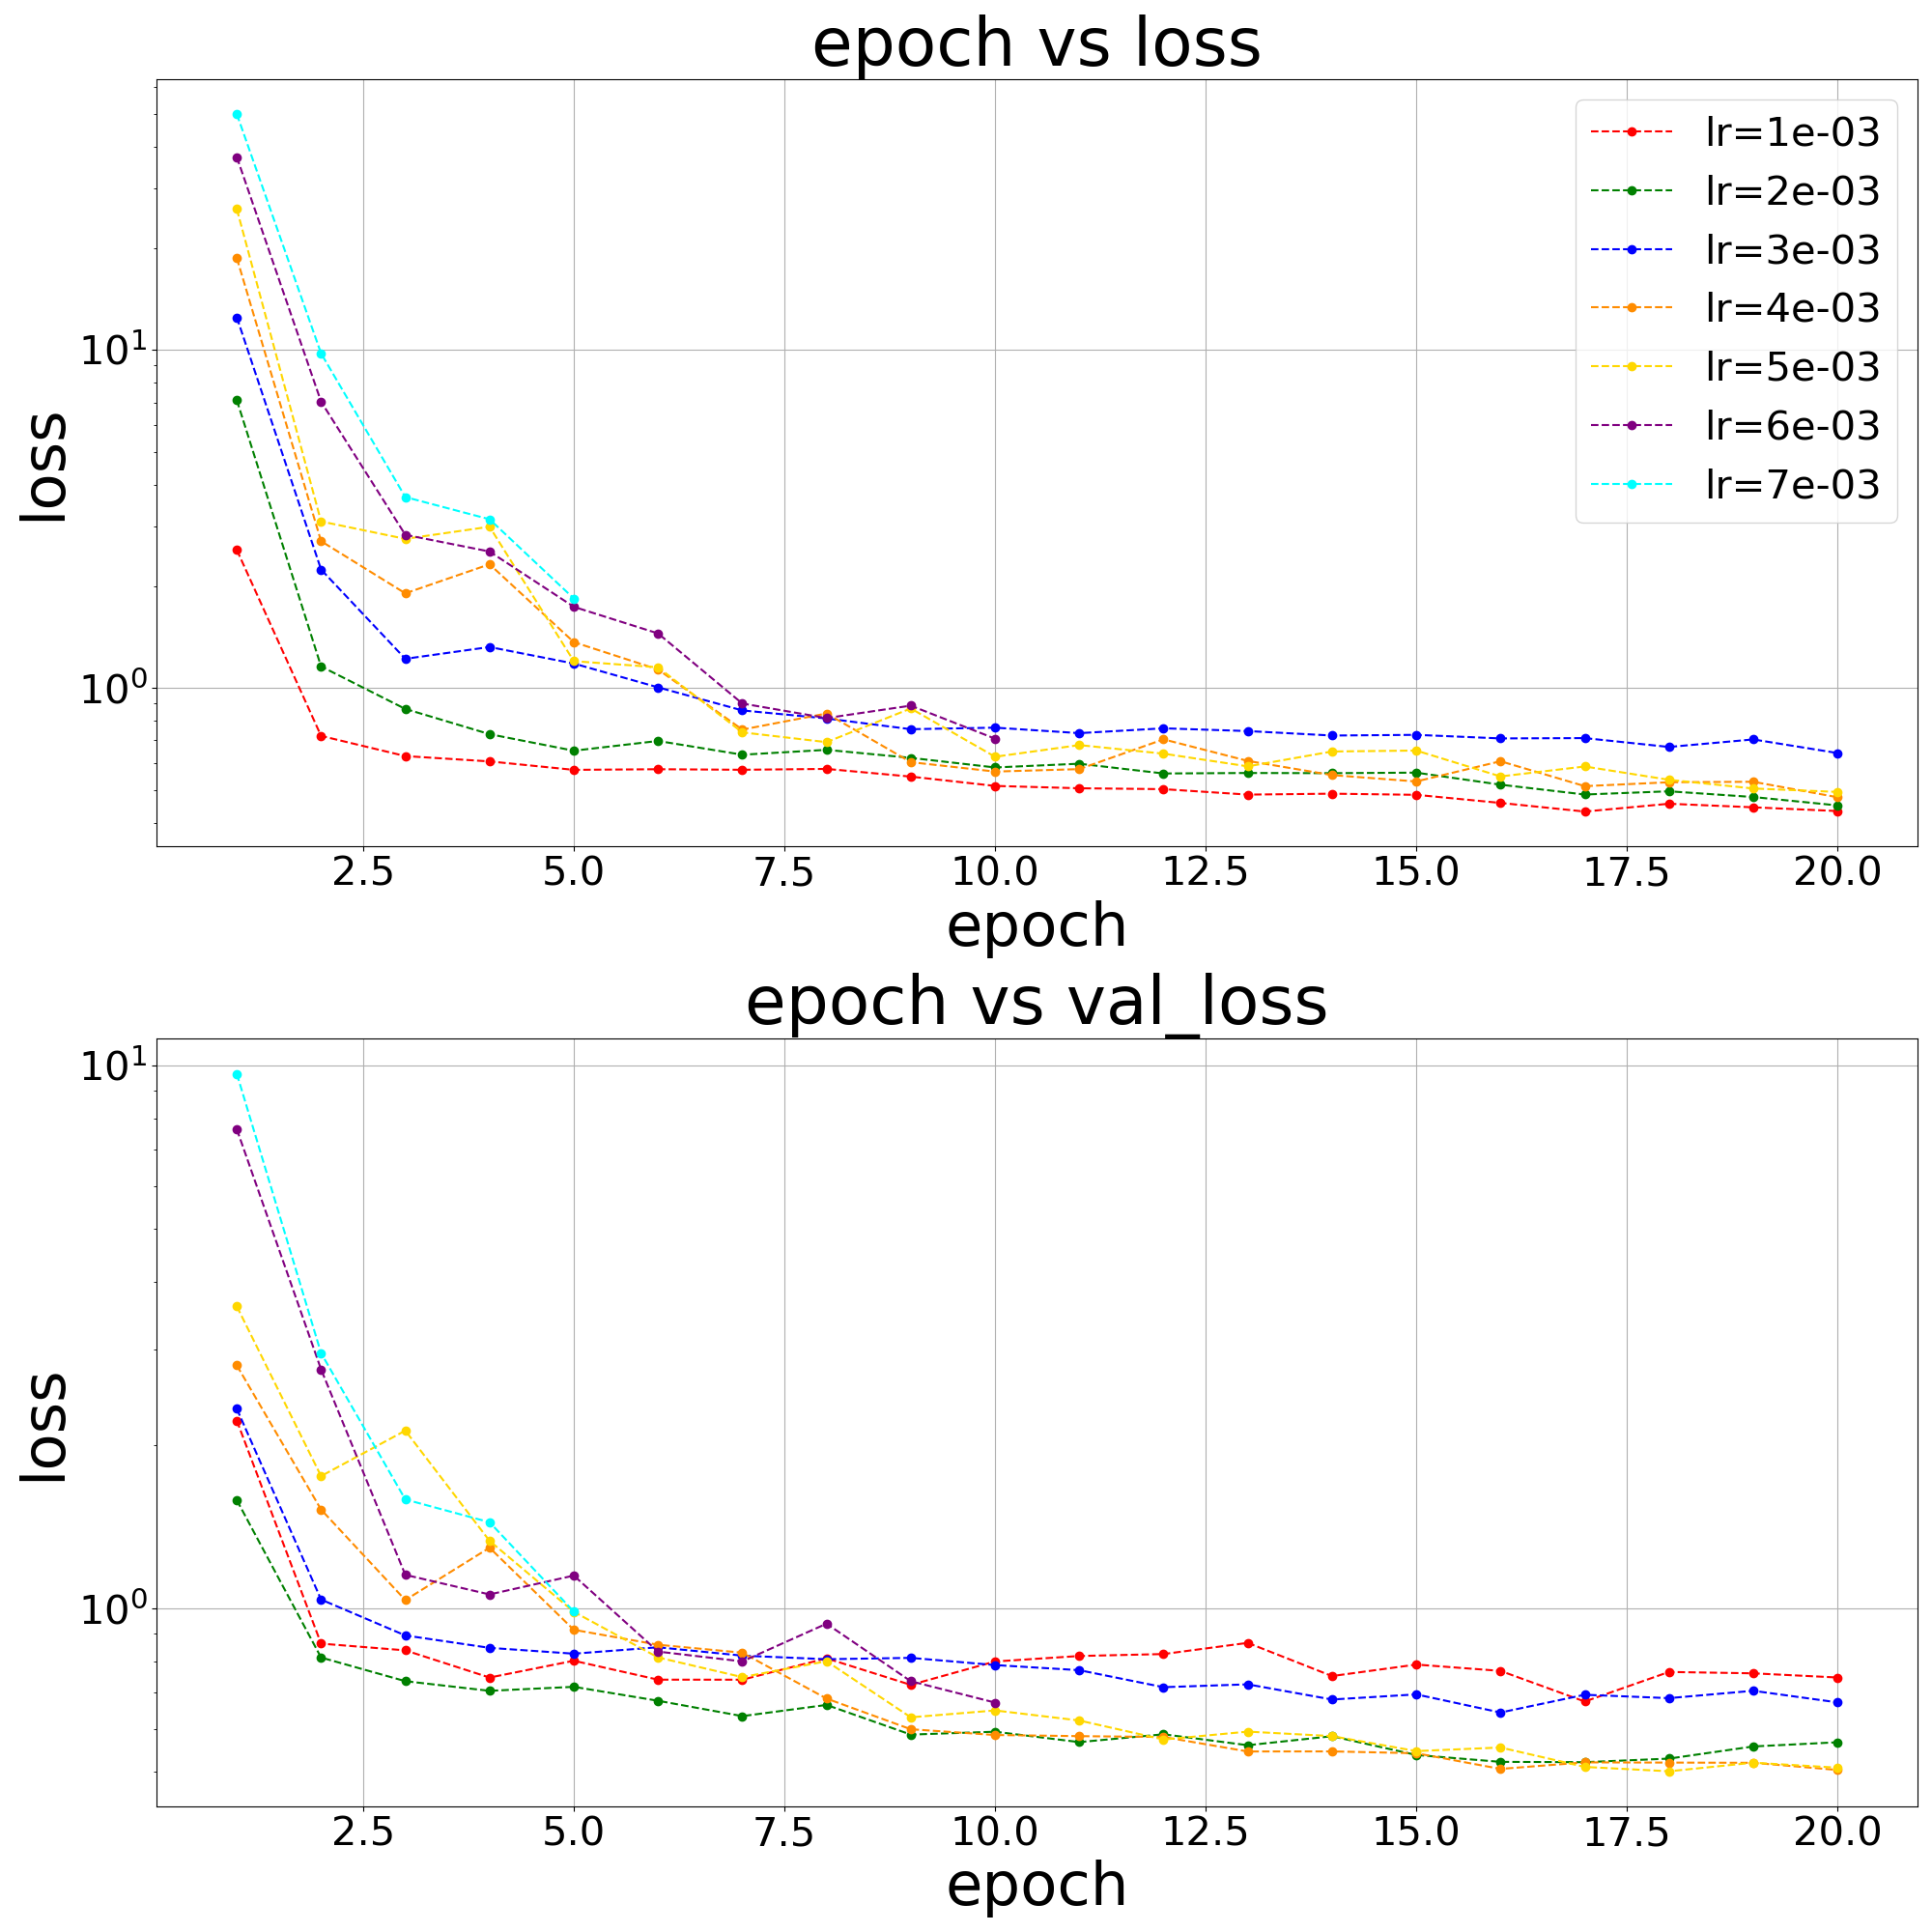 epoch vs loss
lr=1e-03
lr=2e-03
lr=3e-03
lr=4e-03
lr=5e-03
lr=6e-03
lr=7e-03
10¹
10⁰
loss
2.5 5.0 7.5 10.0 12.5 15.0 17.5 20.0
epoch
epoch vs val_loss
10¹
10⁰
loss
2.5 5.0 7.5 10.0 12.5 15.0 17.5 20.0
epoch